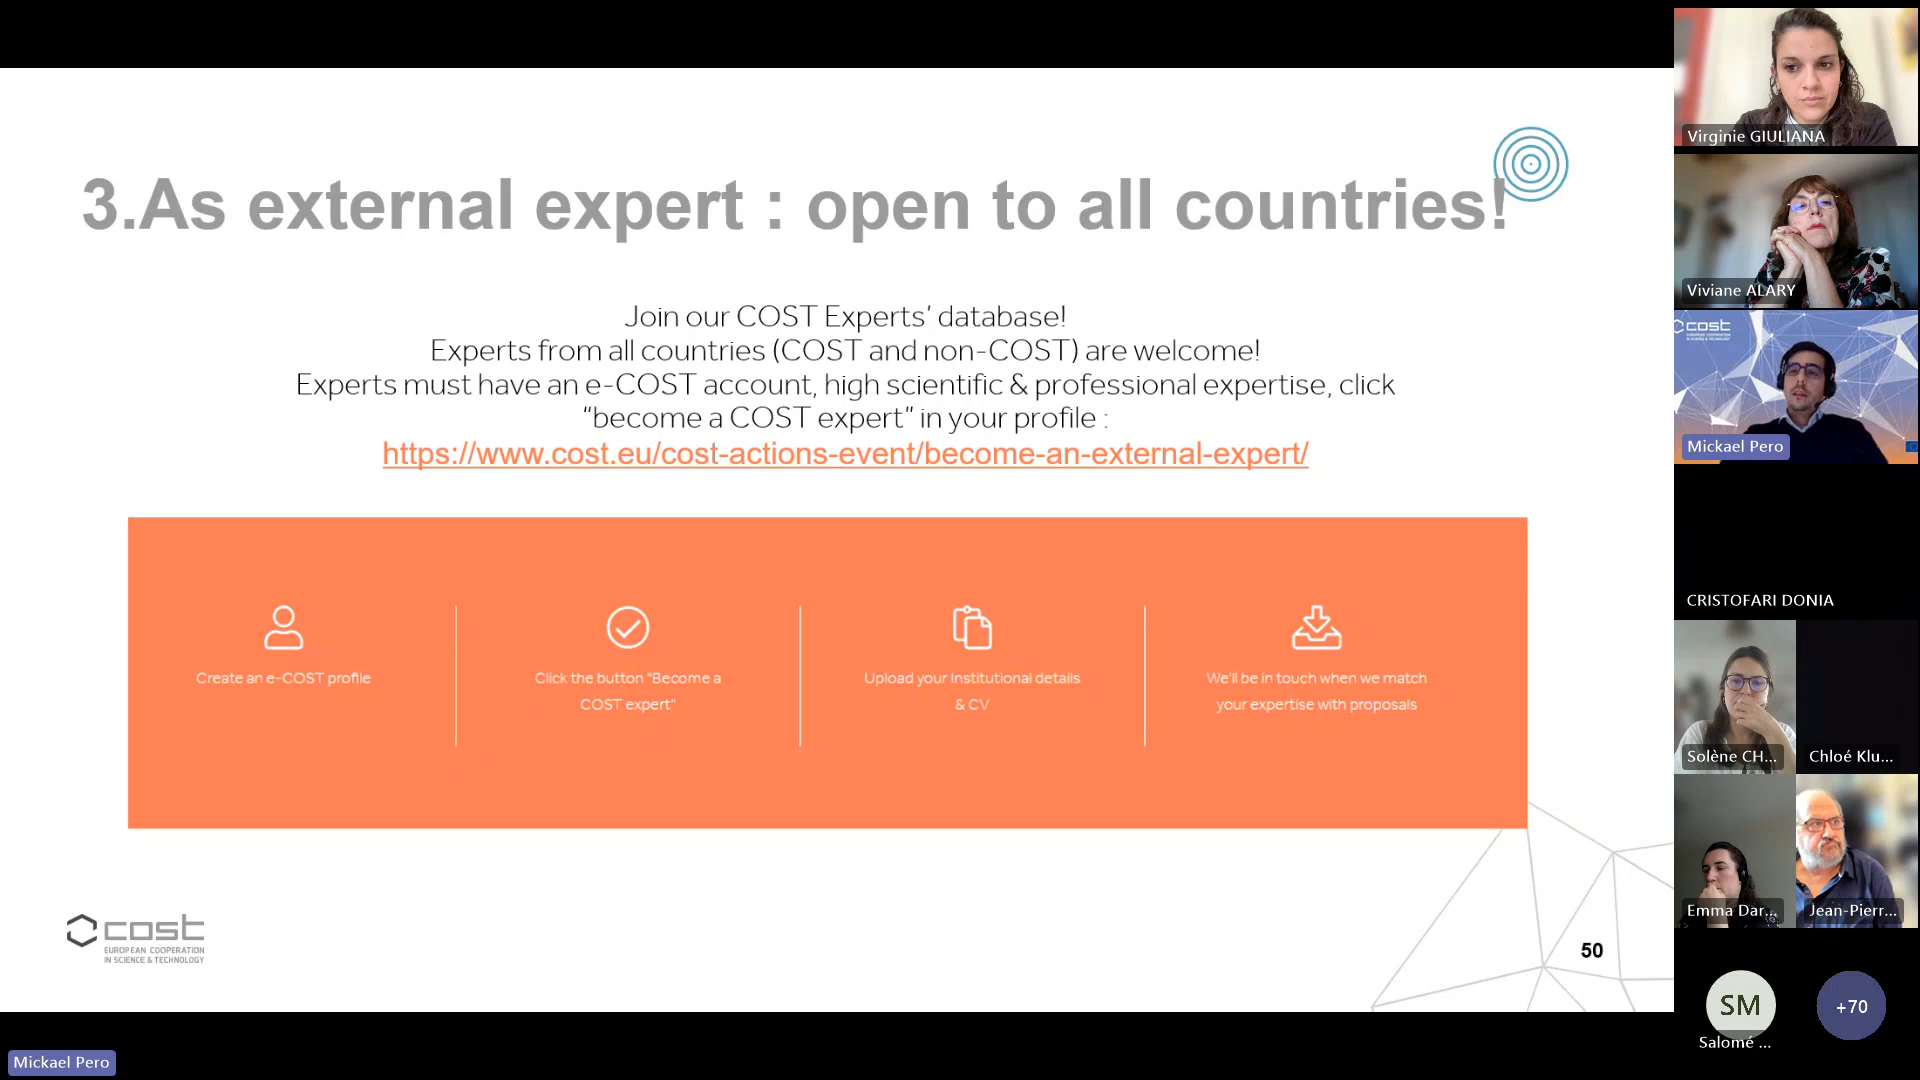 3.As external expert : open to all countries!
Join our COST Experts’ database!
Experts from all countries (COST and non-COST) are welcome!
Experts must have an e-COST account, high scientific & professional expertise, click
“become a COST expert” in your profile :
https://www.cost.eu/cost-actions-event/become-an-external-expert/
Create an e-COST profile
Click the button "Become a
COST expert"
Upload your Institutional details
& CV
We'll be in touch when we match
your expertise with proposals
cost
EUROPEAN COOPERATION
IN SCIENCE & TECHNOLOGY
50
Mickael Pero
Virginie GIULIANA
Viviane ALARY
cost
EUROPEAN COOPERATION
IN SCIENCE & TECHNOLOGY
Mickael Pero
CRISTOFARI DONIA
Solène CH...
Chloé Klu...
Emma Dar...
Jean-Pierr...
SM
Salomé ...
+70